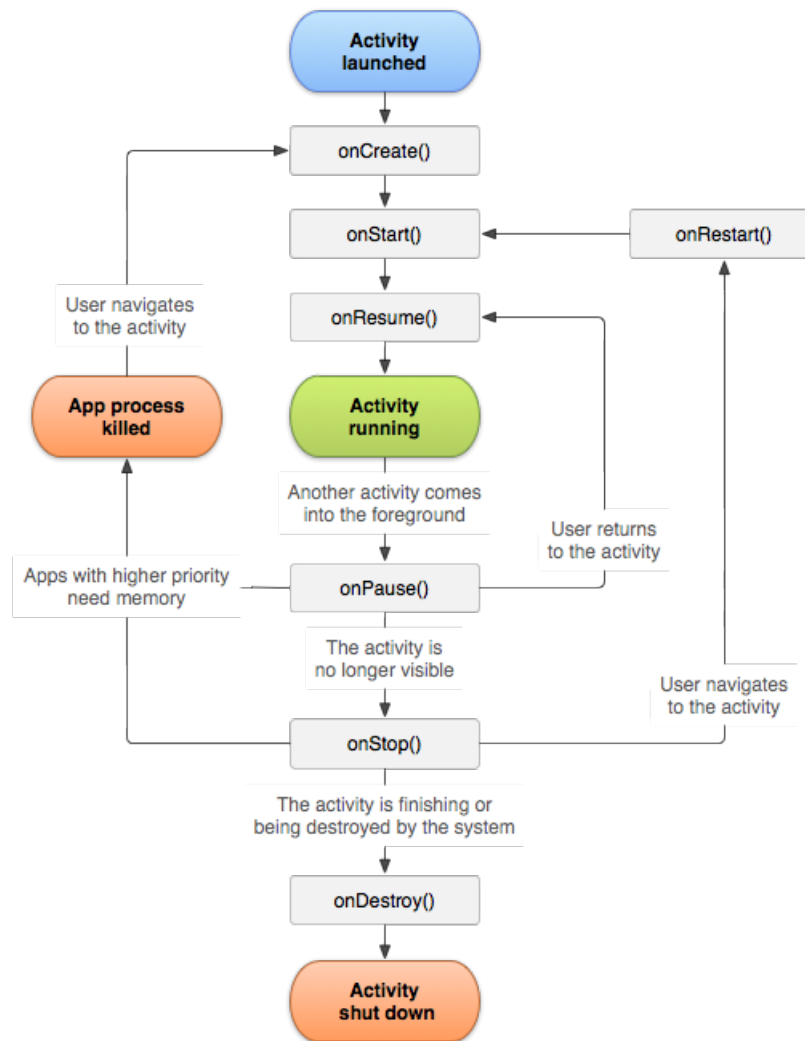 Activity
launched
onCreate()
onStart()
onRestart()
User navigates
to the activity
onResume()
App process
killed
Activity
running
Another activity comes
into the foreground
User returns
to the activity
Apps with higher priority
need memory
onPause()
The activity is
no longer visible
User navigates
to the activity
onStop()
The activity is finishing or
being destroyed by the system
onDestroy()
Activity
shut down